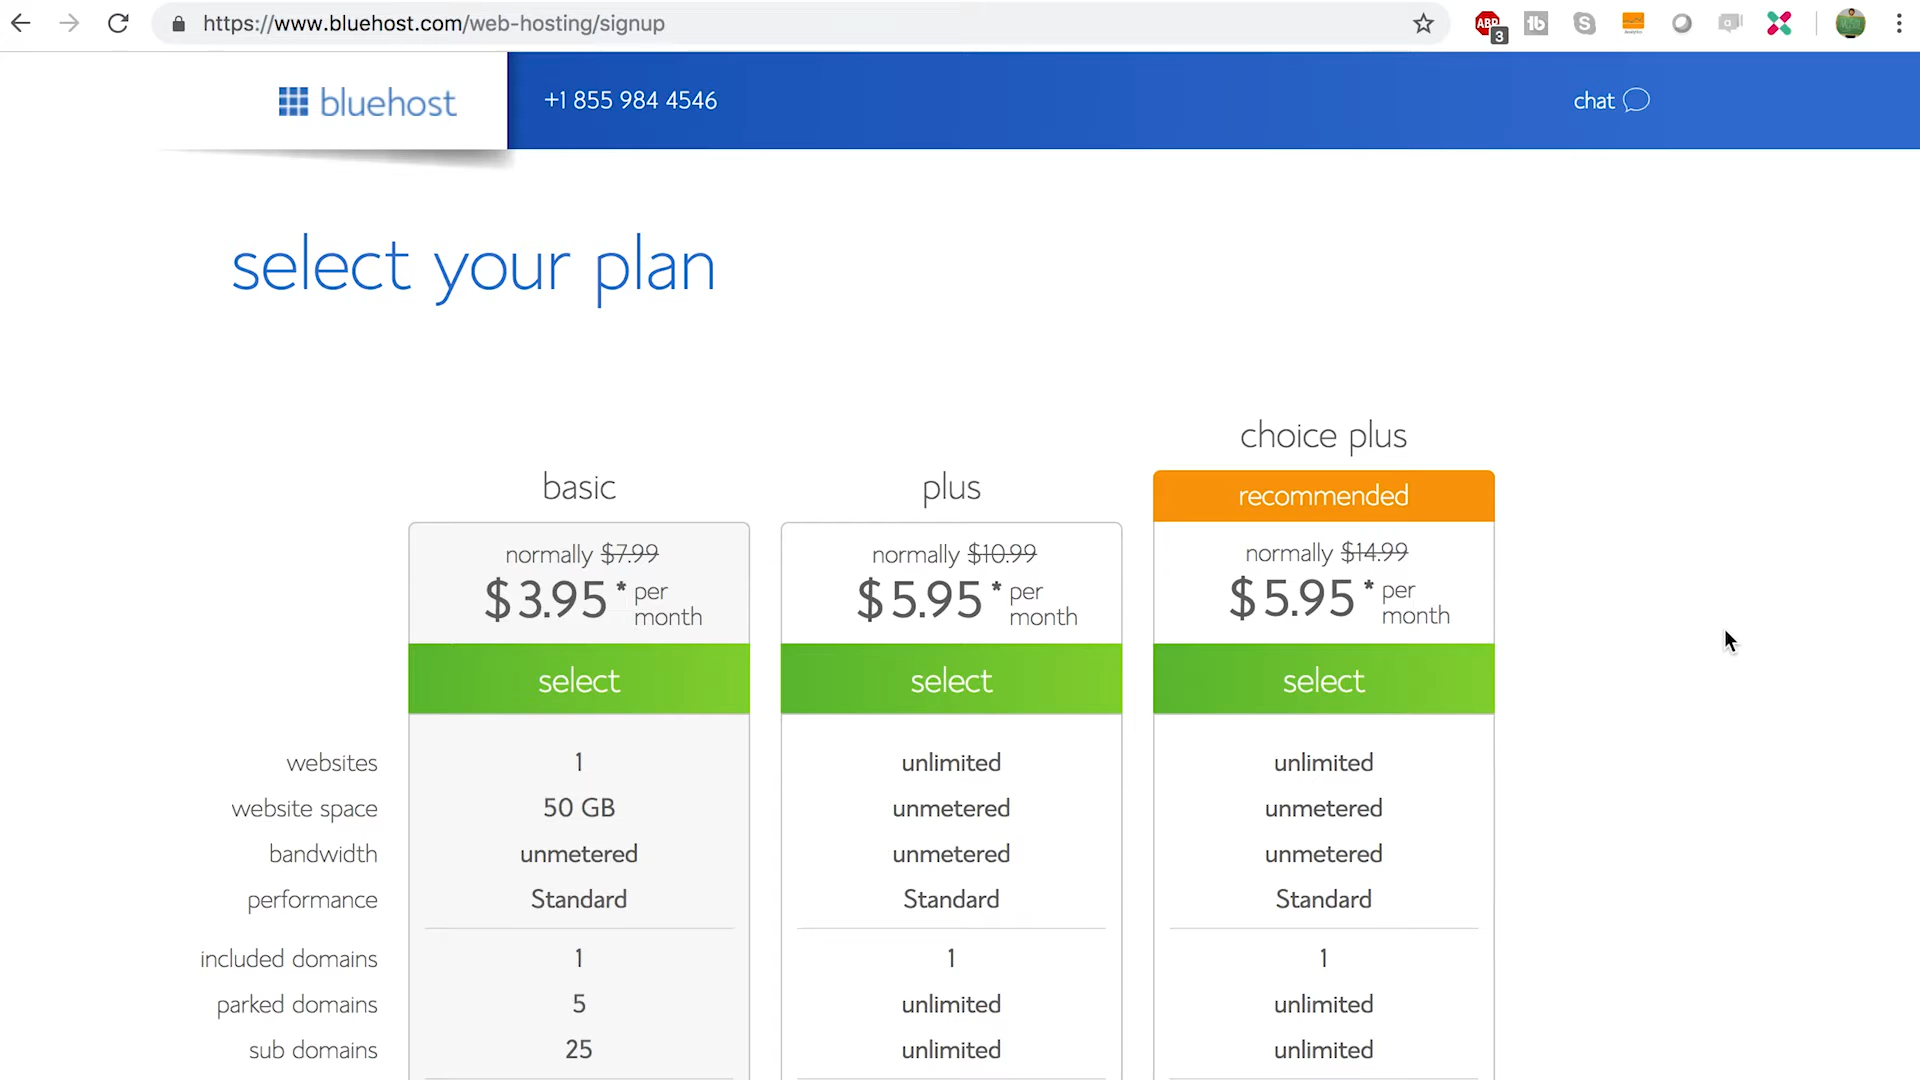 https://www.bluehost.com/web-hosting/signup
ABP
3
tb
bluehost
+1 855 984 4546
chat
select your plan
choice plus
basic
plus
recommended
normally $7.99
normally $10.99
normally $14.99
$3.95* per month
$5.95* per month
$5.95* per month
select
select
select
websites 1 unlimited unlimited
website space 50 GB unmetered unmetered
bandwidth unmetered unmetered unmetered
performance Standard Standard Standard
included domains 1 1 1
parked domains 5 unlimited unlimited
sub domains 25 unlimited unlimited